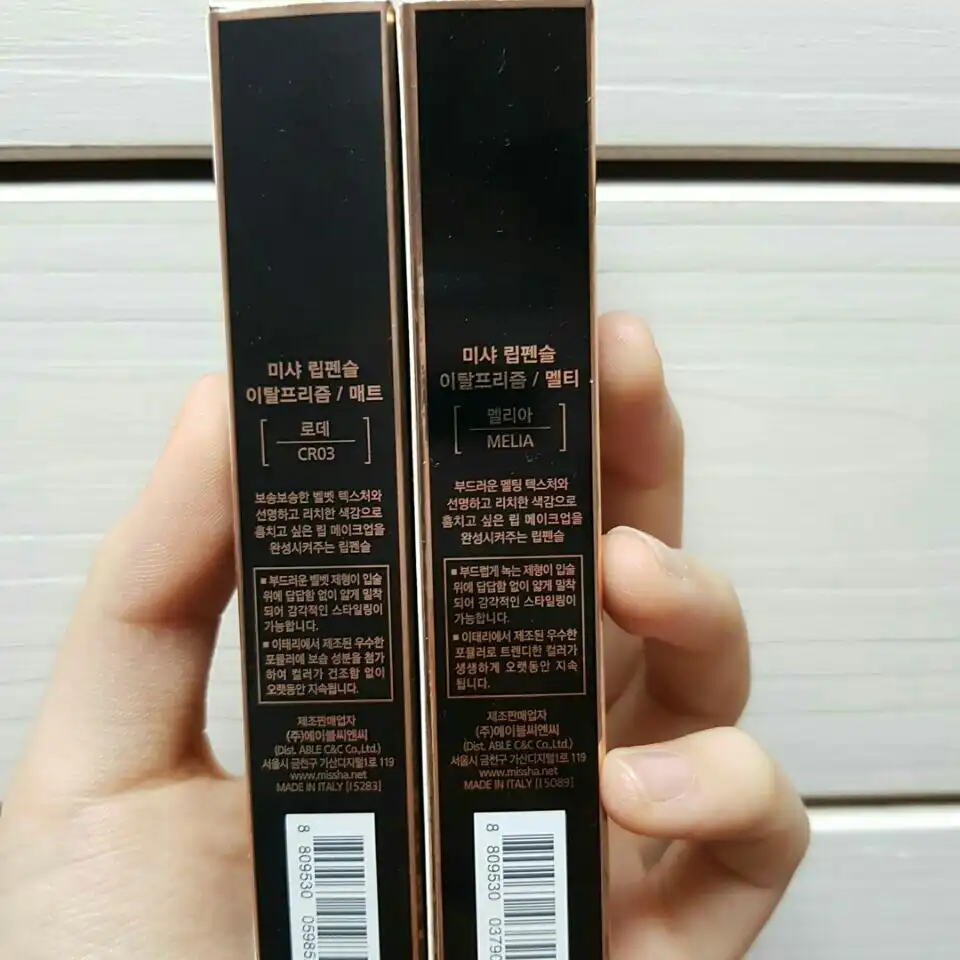 미샤 립펜슬
이탈프리즘 / 매트
로데
CR03
보송보송한 벨벳 텍스처와
선명하고 리치한 색감으로
훔치고 싶은 립 메이크업을
완성시켜주는 립펜슬
■ 부드러운 벨벳 제형이 입술
위에 답답함 없이 얇게 밀착
되어 감각적인 스타일링이
가능합니다.
■ 이태리에서 제조된 우수한
포뮬러에 보습 성분을 첨가
하여 컬러가 건조함 없이
오랫동안 지속됩니다.
제조판매업자
(주)에이블씨엔씨
(Dist. ABLE C&C Co.,Ltd.)
서울시 금천구 가산디지털1로 119
www.missha.net
MADE IN ITALY [15283]
8 809530 05985
미샤 립펜슬
이탈프리즘 / 멜티
멜리아
MELIA
부드러운 멜팅 텍스처와
선명하고 리치한 색감으로
훔치고 싶은 립 메이크업을
완성시켜주는 립펜슬
■ 부드럽게 녹는 제형이 입술
위에 답답함 없이 얇게 밀착
되어 감각적인 스타일링이
가능합니다.
■ 이태리에서 제조된 우수한
포뮬러로 트렌디한 컬러가
생생하게 오랫동안 지속
됩니다.
제조판매업자
(주)에이블씨엔씨
(Dist. ABLE C&C Co.,Ltd.)
서울시 금천구 가산디지털1로 119
www.missha.net
MADE IN ITALY [15089]
8 809530 03790